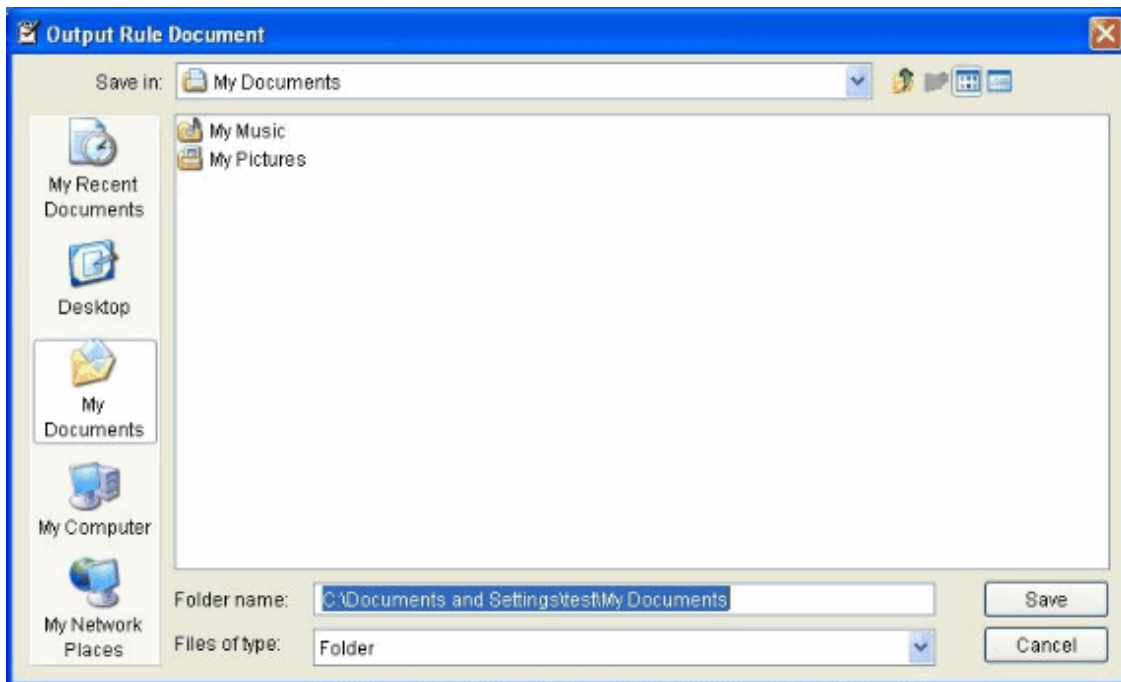 Output Rule Document
Save in:
My Documents
My Recent
Documents
Desktop
My
Documents
My Computer
My Network
Places
My Music
My Pictures
Folder name:
C:\Documents and Settings\test\My Documents
Save
Files of type:
Folder
Cancel